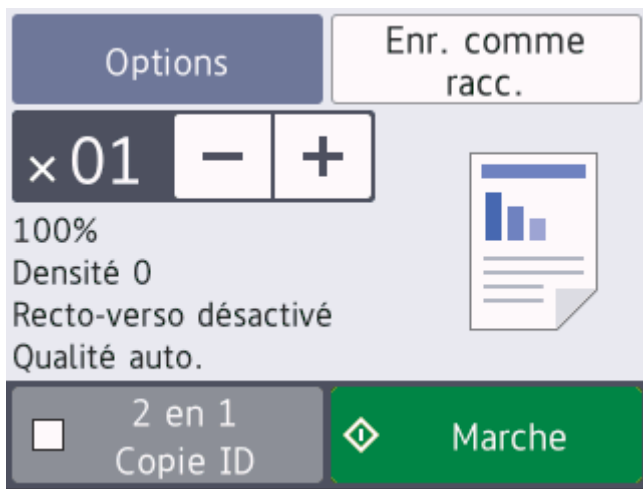 Options
Enr. comme
racc.
×01 − +
100%
Densité 0
Recto-verso désactivé
Qualité auto.
2 en 1
Copie ID
Marche